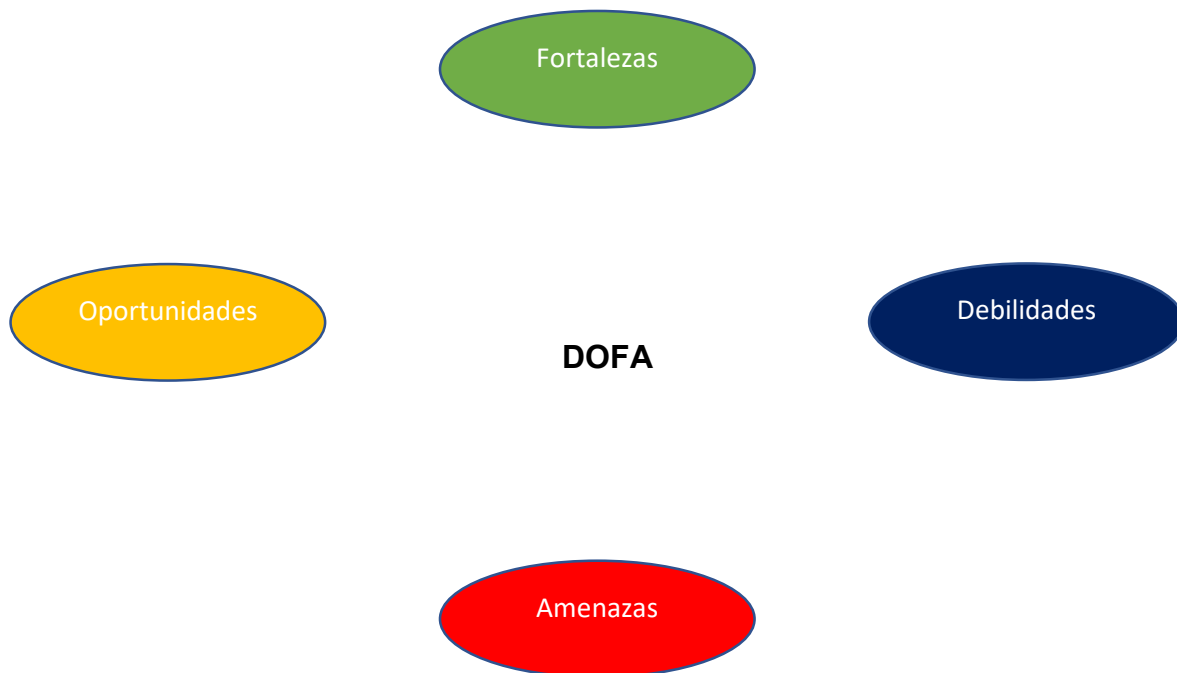 Fortalezas
Oportunidades
Debilidades
DOFA
Amenazas